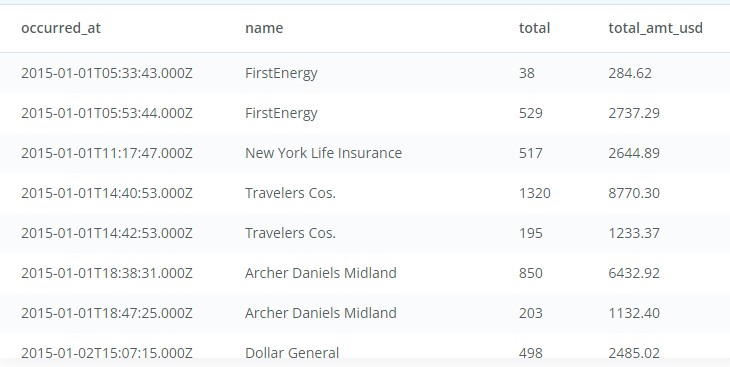 occurred_at name total total_amt_usd
2015-01-01T05:33:43.000Z FirstEnergy 38 284.62
2015-01-01T05:53:44.000Z FirstEnergy 529 2737.29
2015-01-01T11:17:47.000Z New York Life Insurance 517 2644.89
2015-01-01T14:40:53.000Z Travelers Cos. 1320 8770.30
2015-01-01T14:42:53.000Z Travelers Cos. 195 1233.37
2015-01-01T18:38:31.000Z Archer Daniels Midland 850 6432.92
2015-01-01T18:47:25.000Z Archer Daniels Midland 203 1132.40
2015-01-02T15:07:15.000Z Dollar General 498 2485.02